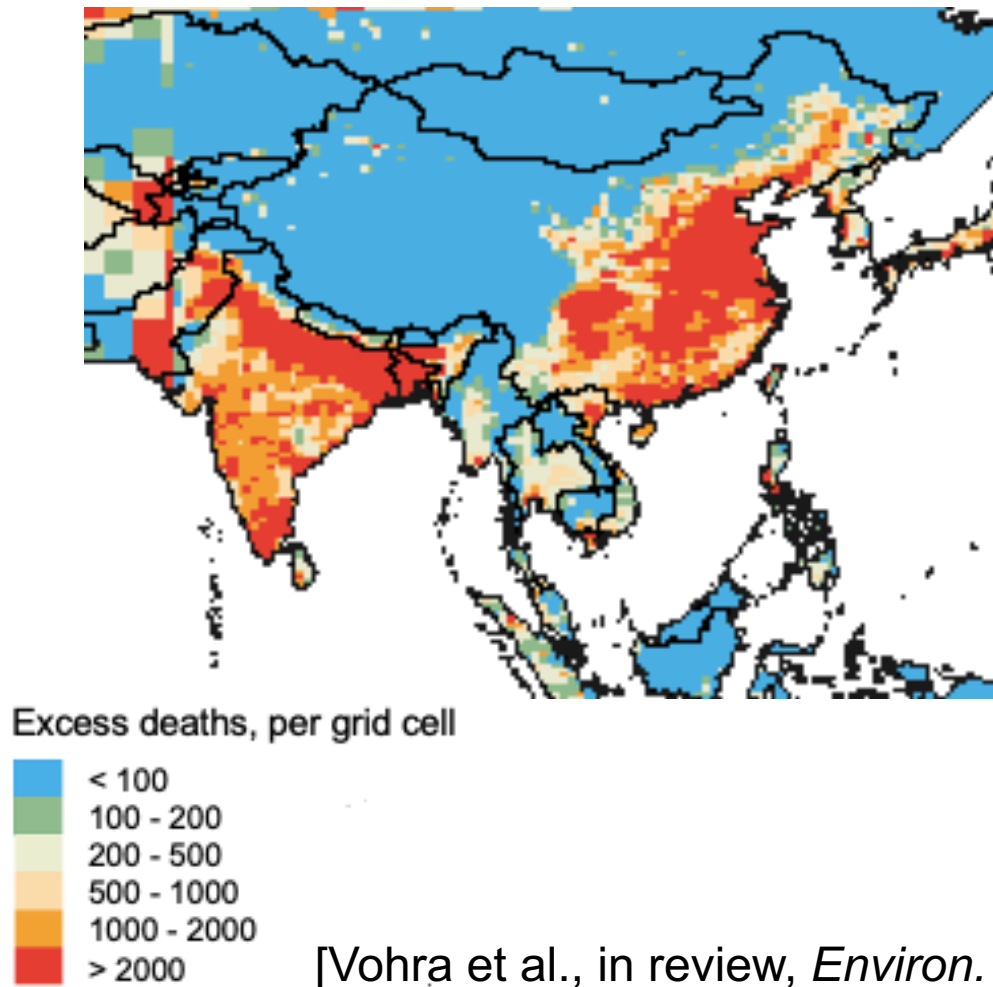 Excess deaths, per grid cell
< 100
100 - 200
200 - 500
500 - 1000
1000 - 2000
> 2000
[Vohra et al., in review, Environ.